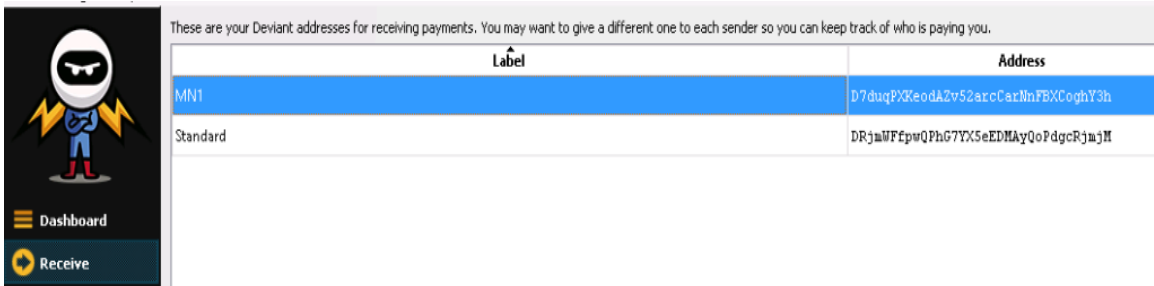 These are your Deviant addresses for receiving payments. You may want to give a different one to each sender so you can keep track of who is paying you.
Label Address
MN1 D7duqPXKeodAZv52arcCarNnFBXCoghY3h
Standard DRjmWFfpwQPhG7YX5eEDMAyQoPdgcRjmjM
Dashboard
Receive